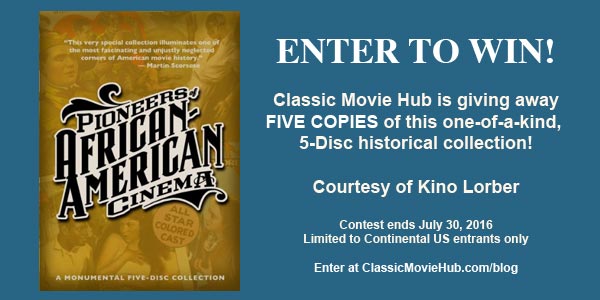 "This very special collection illuminates one of
the most fascinating and unjustly neglected
corners of American movie history."
— Martin Scorsese
PIONEERS of
AFRICAN-
AMERICAN
CINEMA
ALL STAR
COLORED
CAST
A MONUMENTAL FIVE-DISC COLLECTION
ENTER TO WIN!
Classic Movie Hub is giving away
FIVE COPIES of this one-of-a-kind,
5-Disc historical collection!
Courtesy of Kino Lorber
Contest ends July 30, 2016
Limited to Continental US entrants only
Enter at ClassicMovieHub.com/blog